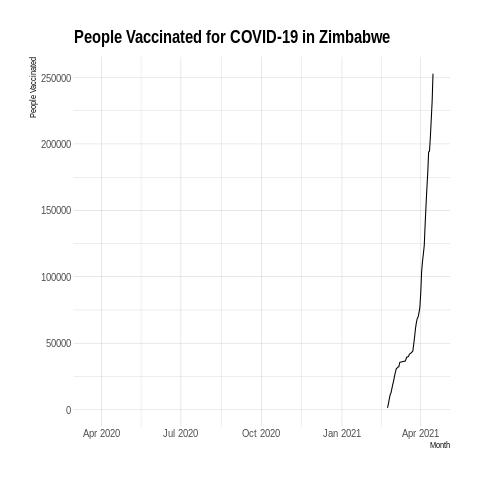 People Vaccinated for COVID-19 in Zimbabwe
People Vaccinated
250000
200000
150000
100000
50000
0
Apr 2020 Jul 2020 Oct 2020 Jan 2021 Apr 2021
Month